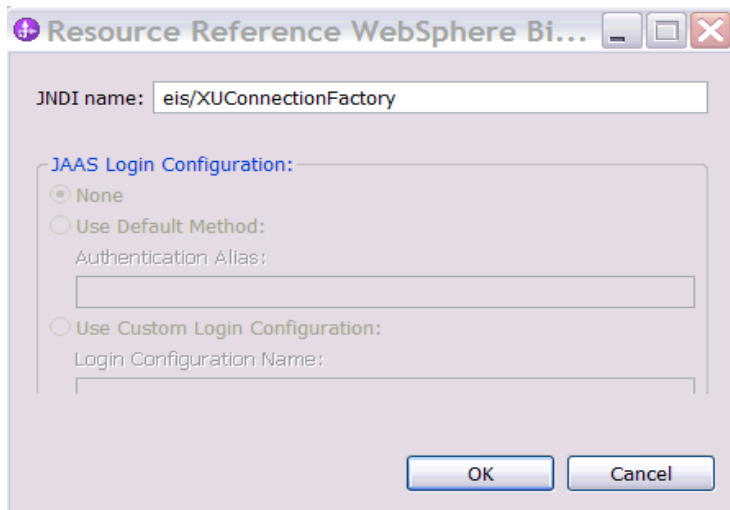 Resource Reference WebSphere Bi...
JNDI name: eis/XUConnectionFactory
JAAS Login Configuration:
None
Use Default Method:
Authentication Alias:
Use Custom Login Configuration:
Login Configuration Name:
OK Cancel